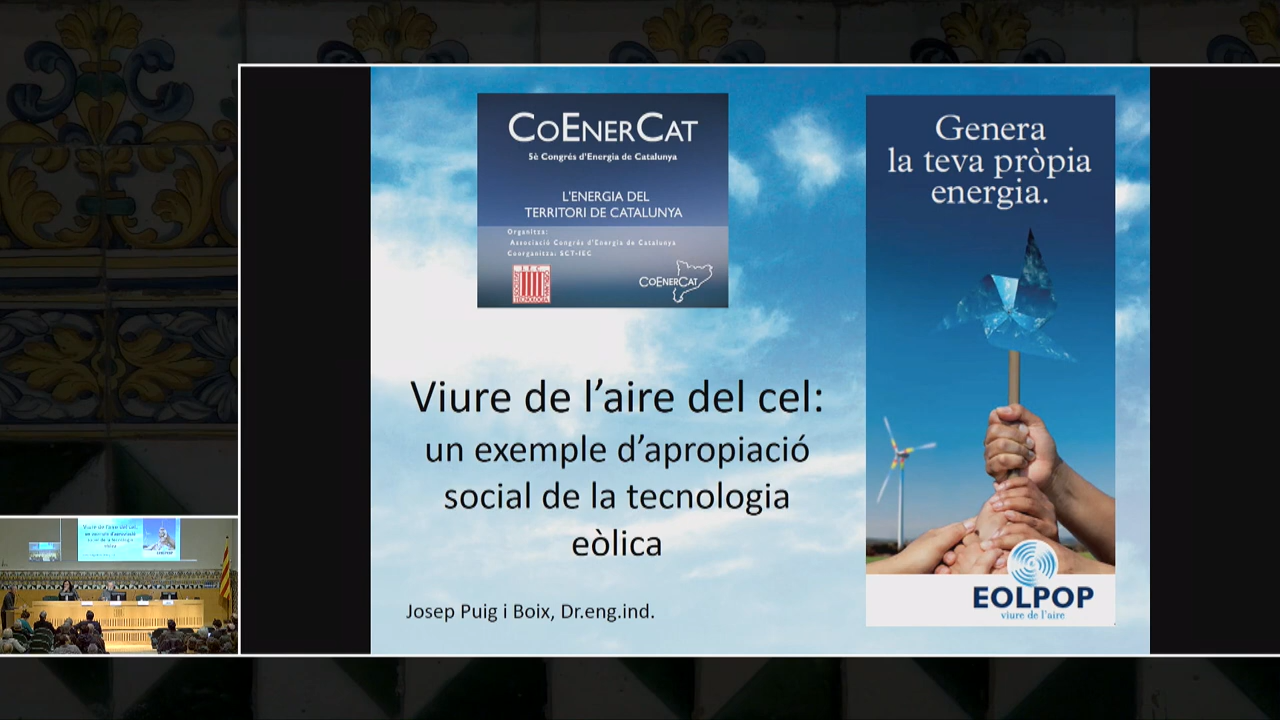 CoEnerCat
5è Congrés d'Energia de Catalunya
L'ENERGIA DEL
TERRITORI DE CATALUNYA
Organitza:
Associació Congrés d'Energia de Catalunya
Coorganitza: SCT-IEC
CoEnerCat
Genera
la teva pròpia
energia.
Viure de l'aire del cel:
un exemple d'apropiació
social de la tecnologia
eòlica
Josep Puig i Boix, Dr.eng.ind.
EOLPOP
viure de l'aire